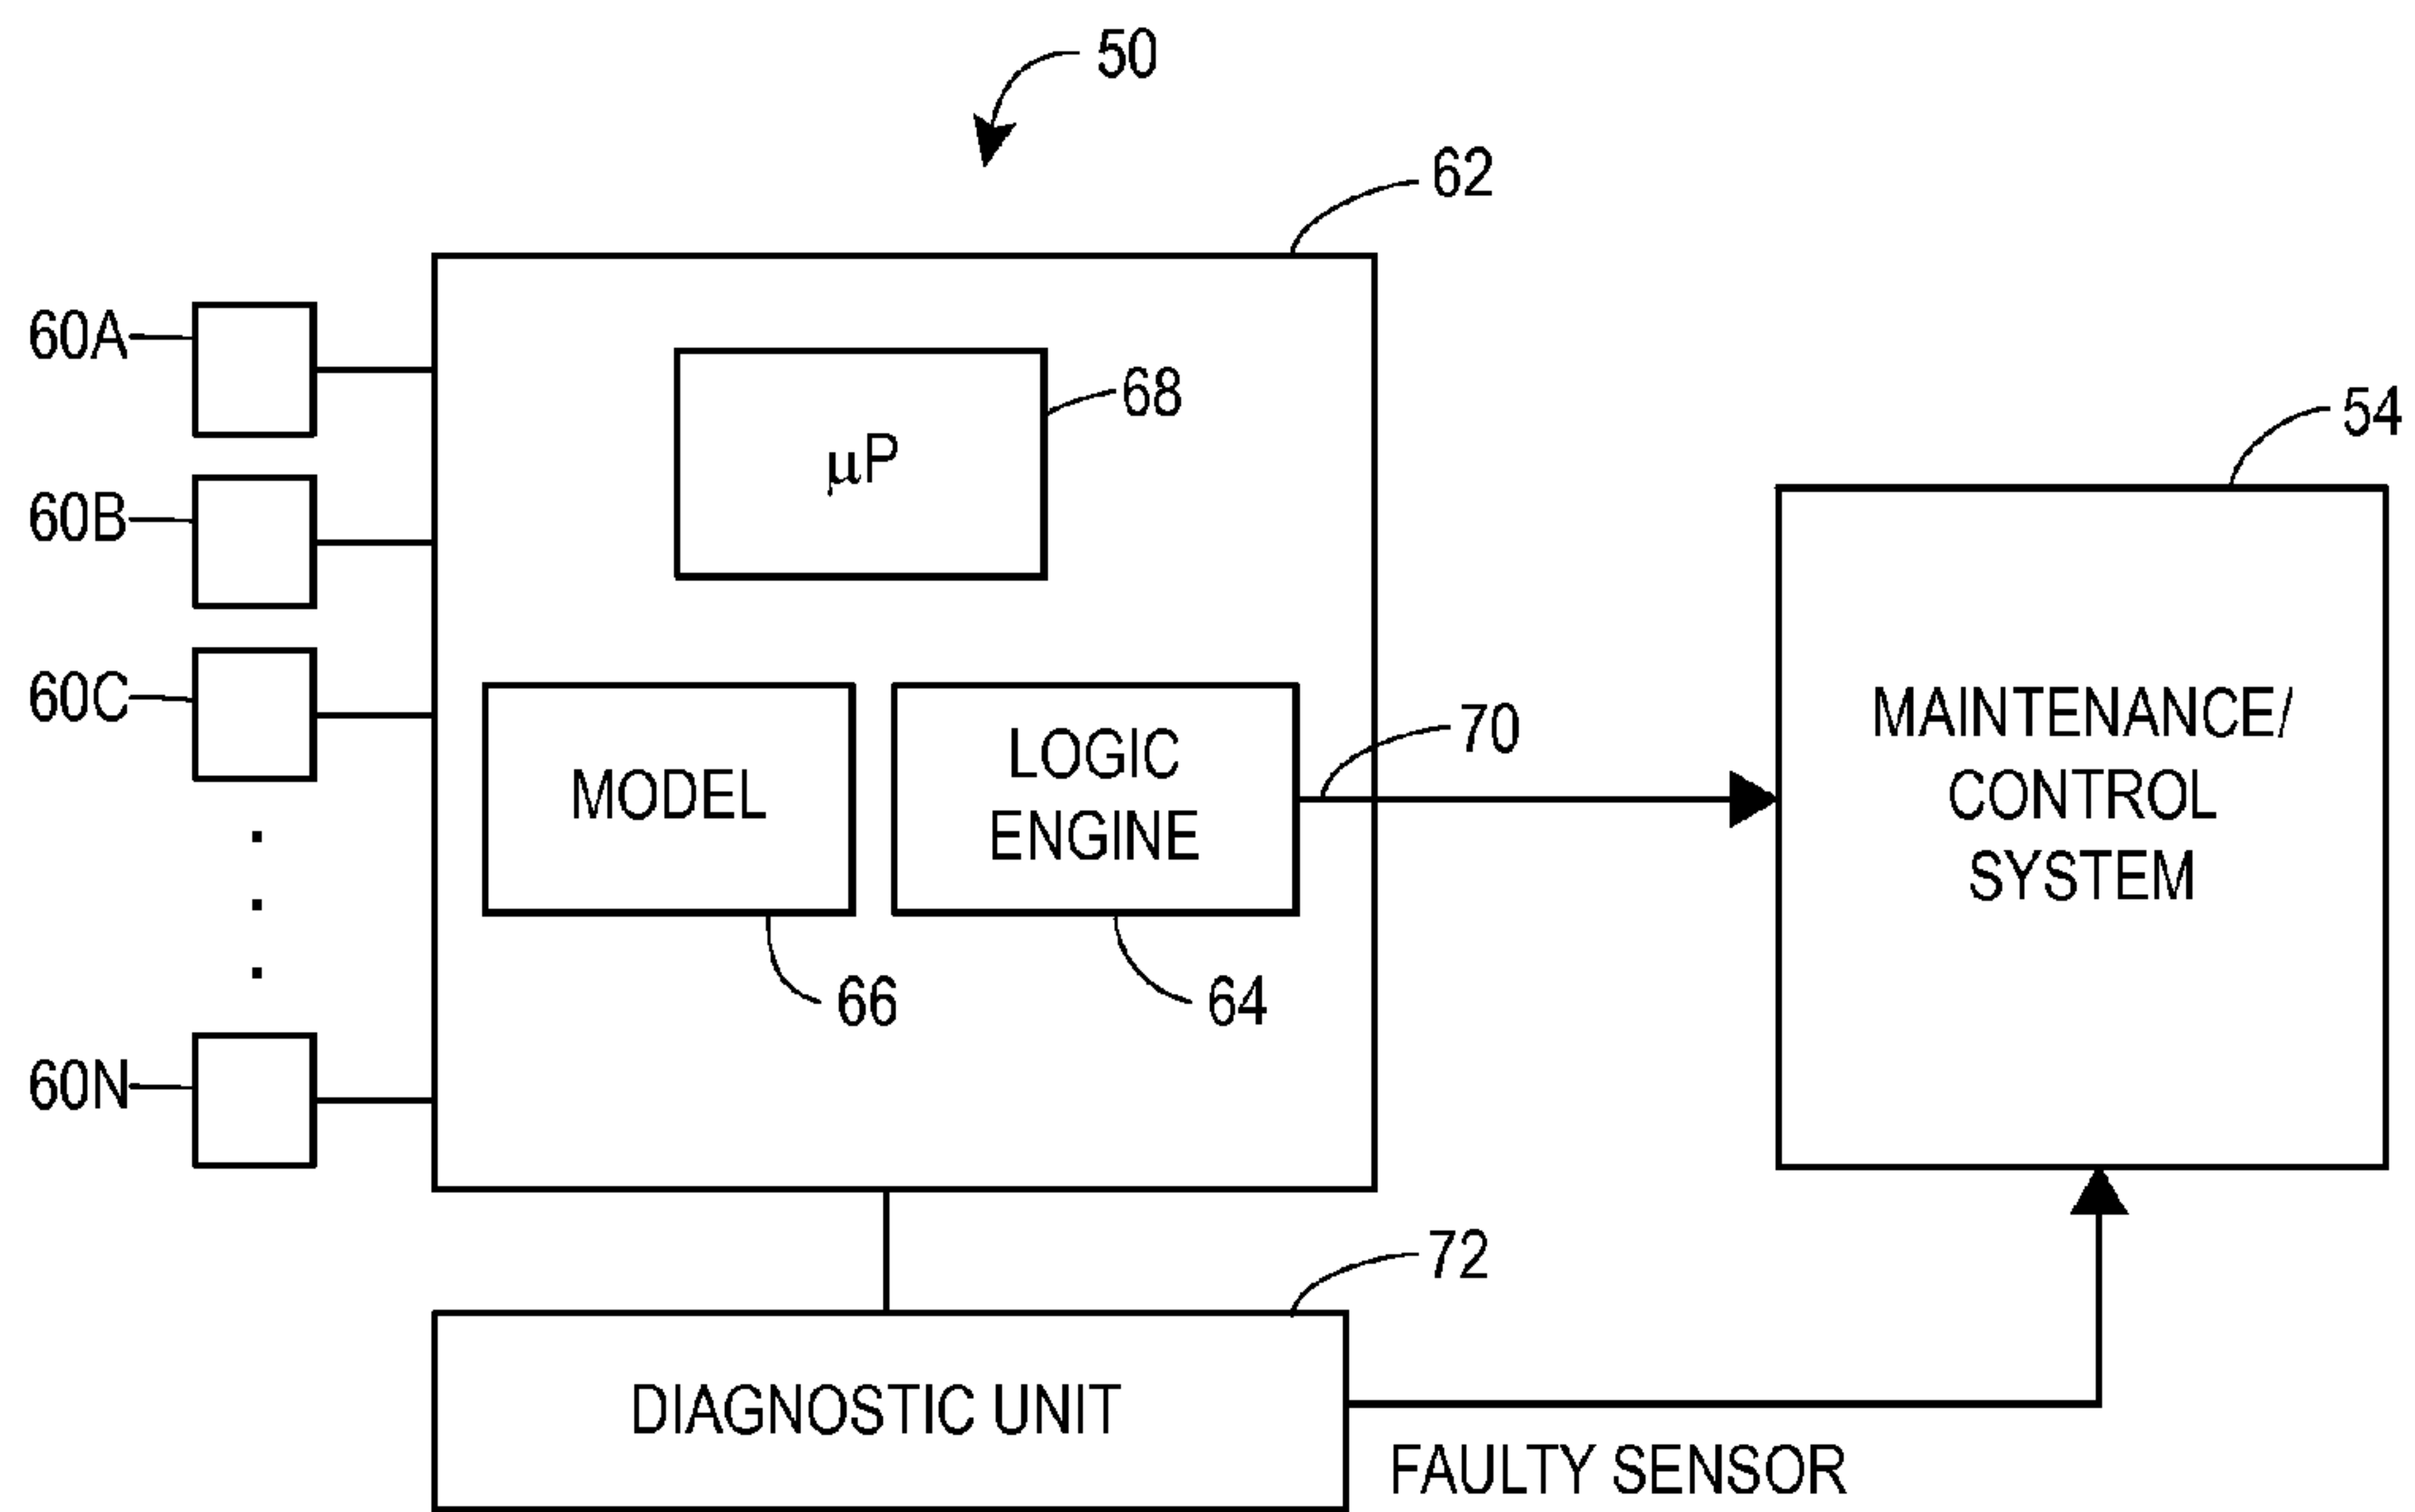 50
62
60A
68
µP
54
60B
60C
70
MAINTENANCE/
CONTROL
SYSTEM
MODEL
LOGIC
ENGINE
66
64
60N
72
DIAGNOSTIC UNIT
FAULTY SENSOR